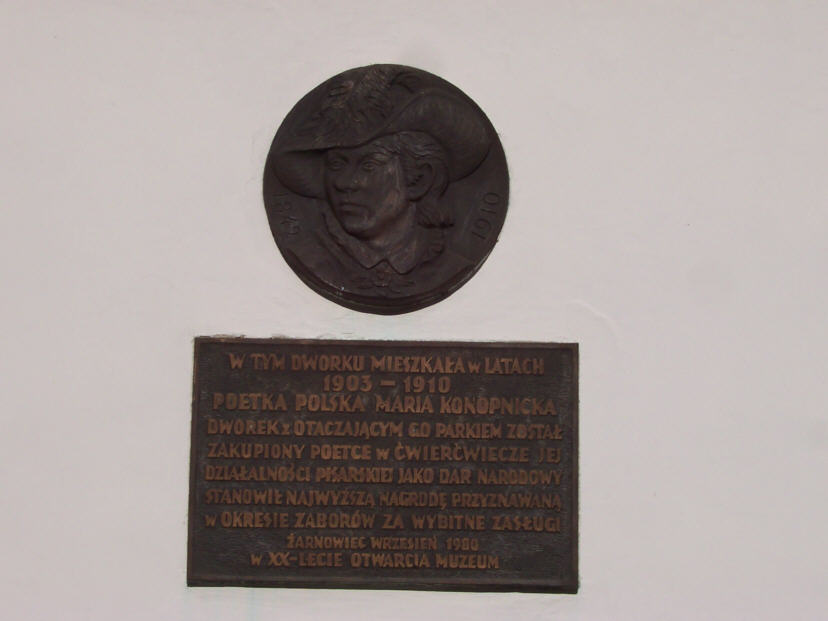 1842
1910
W TYM DWORKU MIESZKAŁA W LATACH
1903 – 1910
POETKA POLSKA MARIA KONOPNICKA
DWOREK Z OTACZAJĄCYM GO PARKIEM ZOSTAŁ
ZAKUPIONY POETCE W ĆWIERĆWIECZE JEJ
DZIAŁALNOŚCI PISARSKIEJ JAKO DAR NARODOWY
STANOWIŁ NAJWYŻSZĄ NAGRODĘ PRZYZNAWANĄ
W OKRESIE ZABORÓW ZA WYBITNE ZASŁUGI
ŻARNOWIEC WRZESIEŃ 1980
W XX-LECIE OTWARCIA MUZEUM